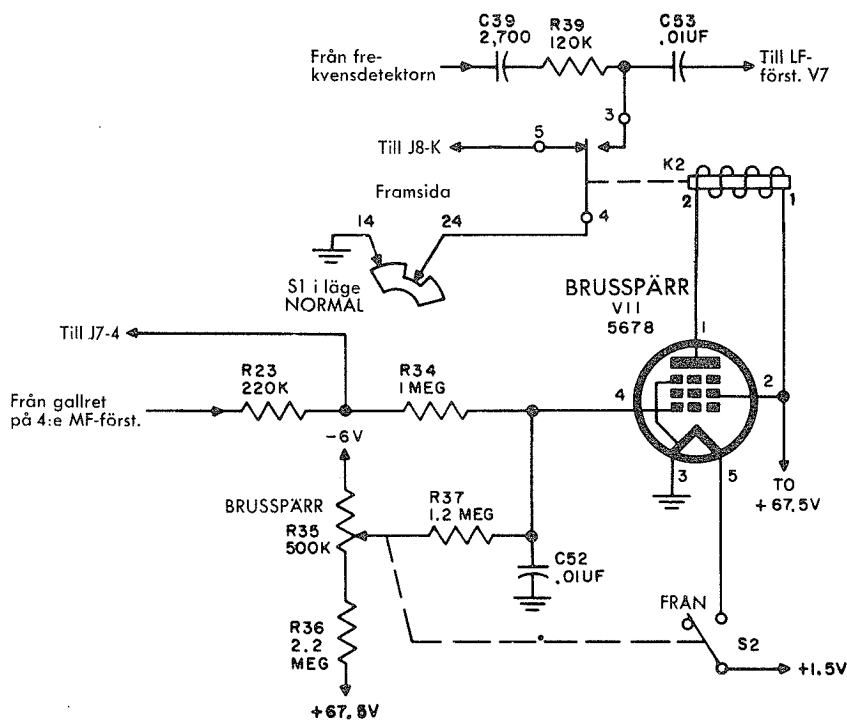 C39
2,700
R39
120K
C53
.01UF
Från fre-
kvensdetektorn
Till LF-
först. V7
3
5
Till J8-K
K2
2
1
Framsida
4
14
24
S1 i läge
NORMAL
BRUSSPÄRR
V11
5678
1
Till J7-4
R23
220K
R34
1 MEG
4
2
Från gallret
på 4:e MF-först.
-6V
3
5
TO
+67.5V
BRUSSPÄRR
R35
500K
R37
1.2 MEG
C52
.01UF
FRÅN
S2
R36
2.2
MEG
+1.5V
+67.5V